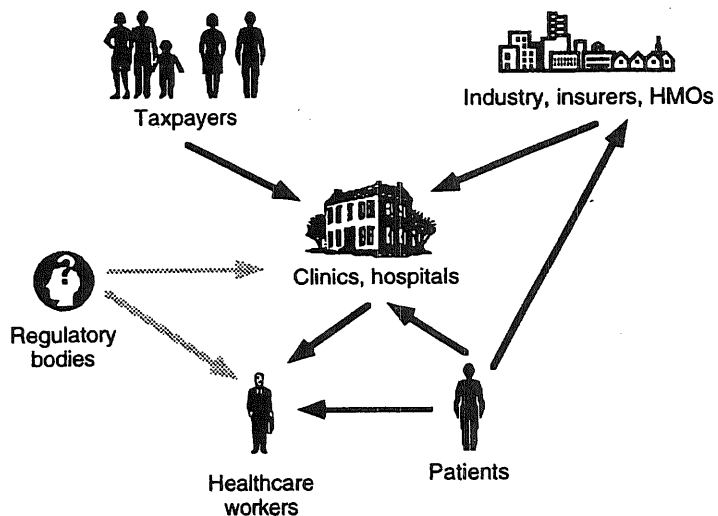 Taxpayers
Industry, insurers, HMOs
Clinics, hospitals
Regulatory
bodies
Healthcare
workers
Patients
?